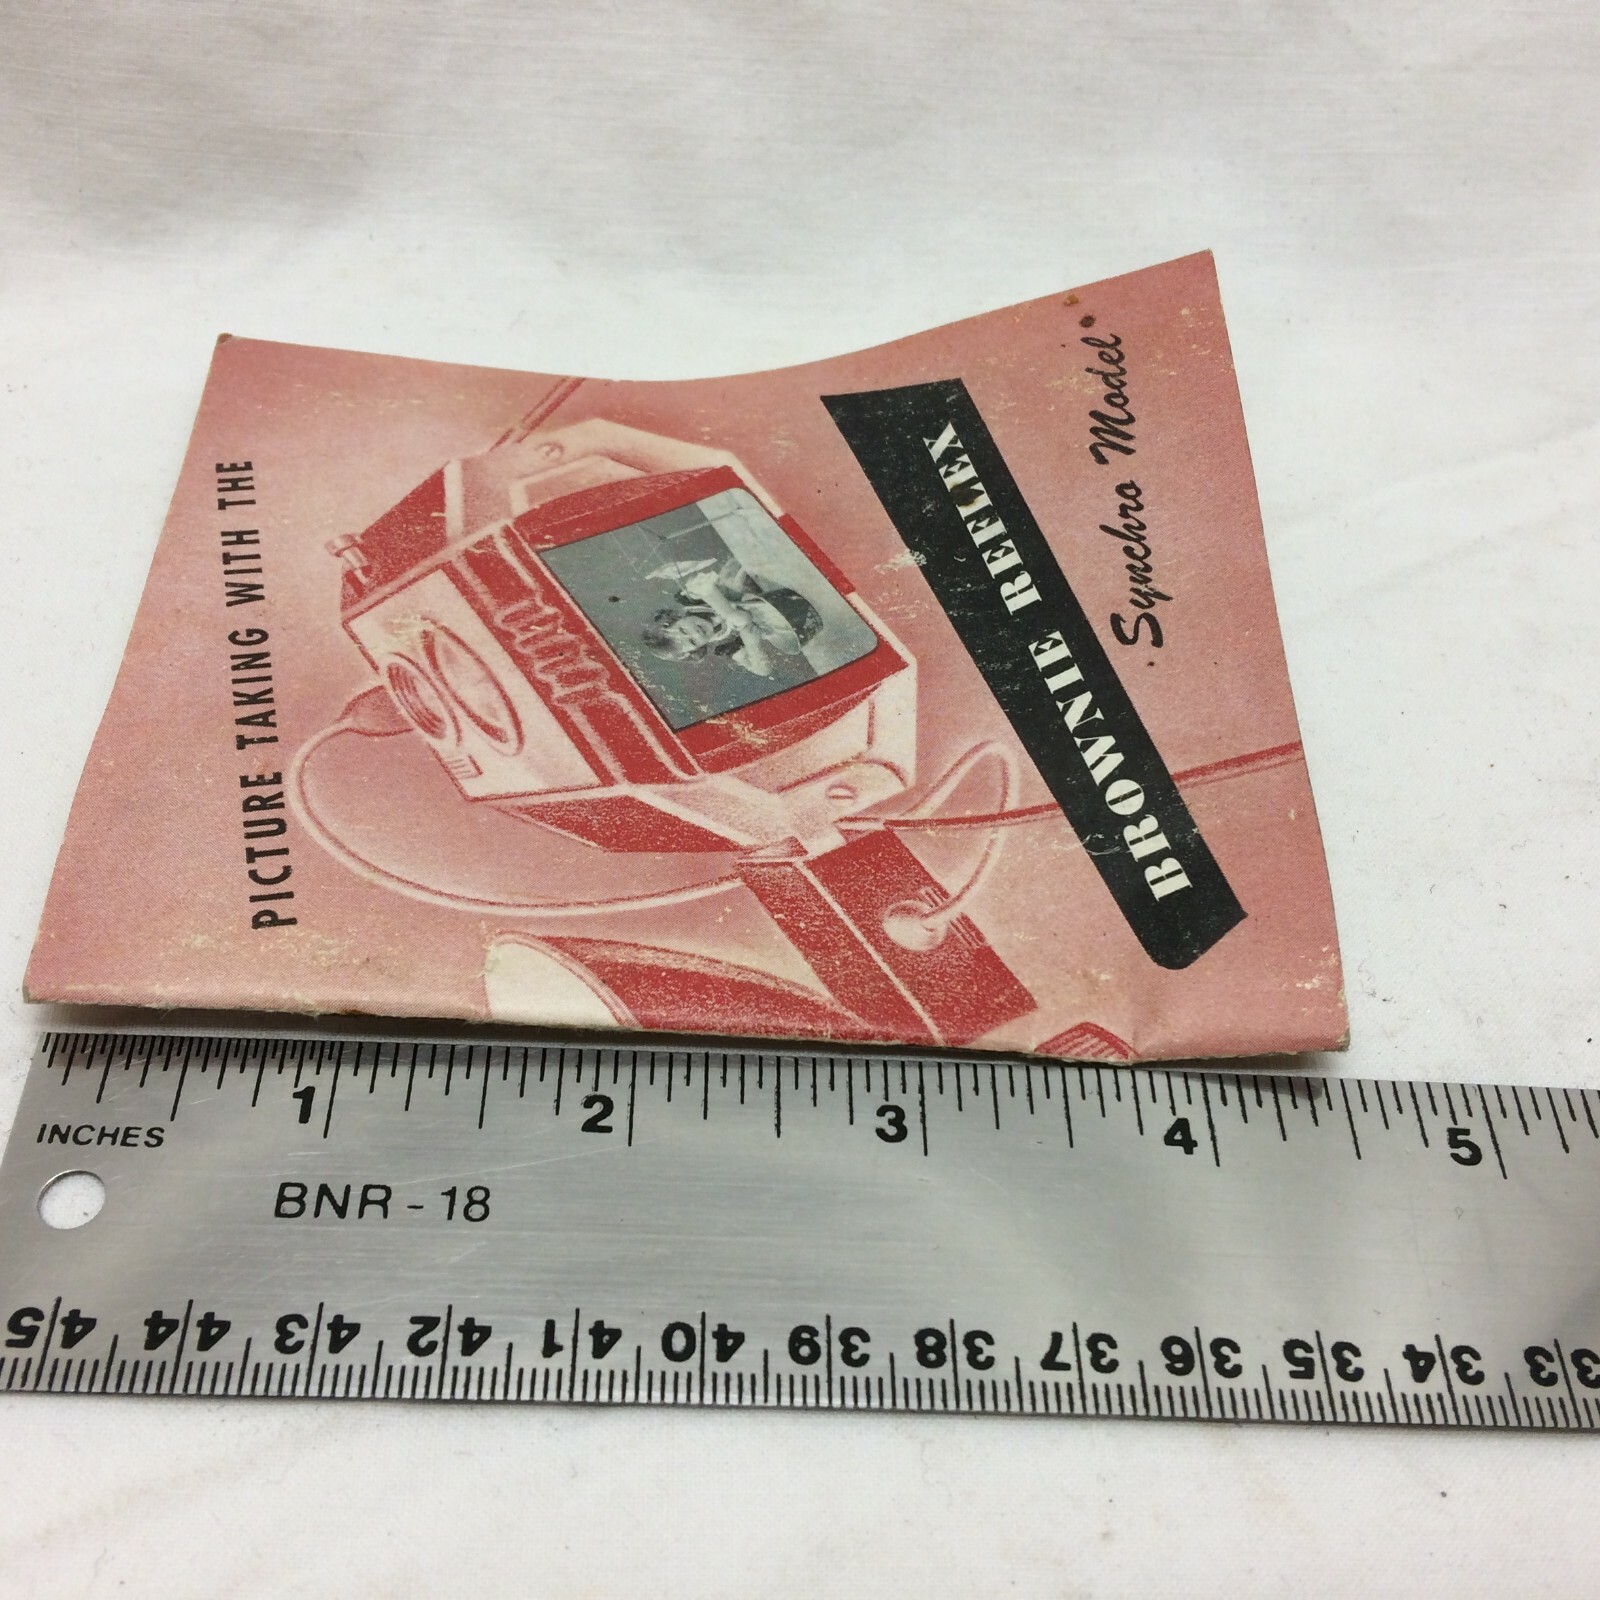 PICTURE TAKING WITH THE
BROWNIE REFLEX
Synchro Model
1 2 3 4 5
INCHES
BNR - 18
45 44 43 42 41 40 39 38 37 36 35 34 33